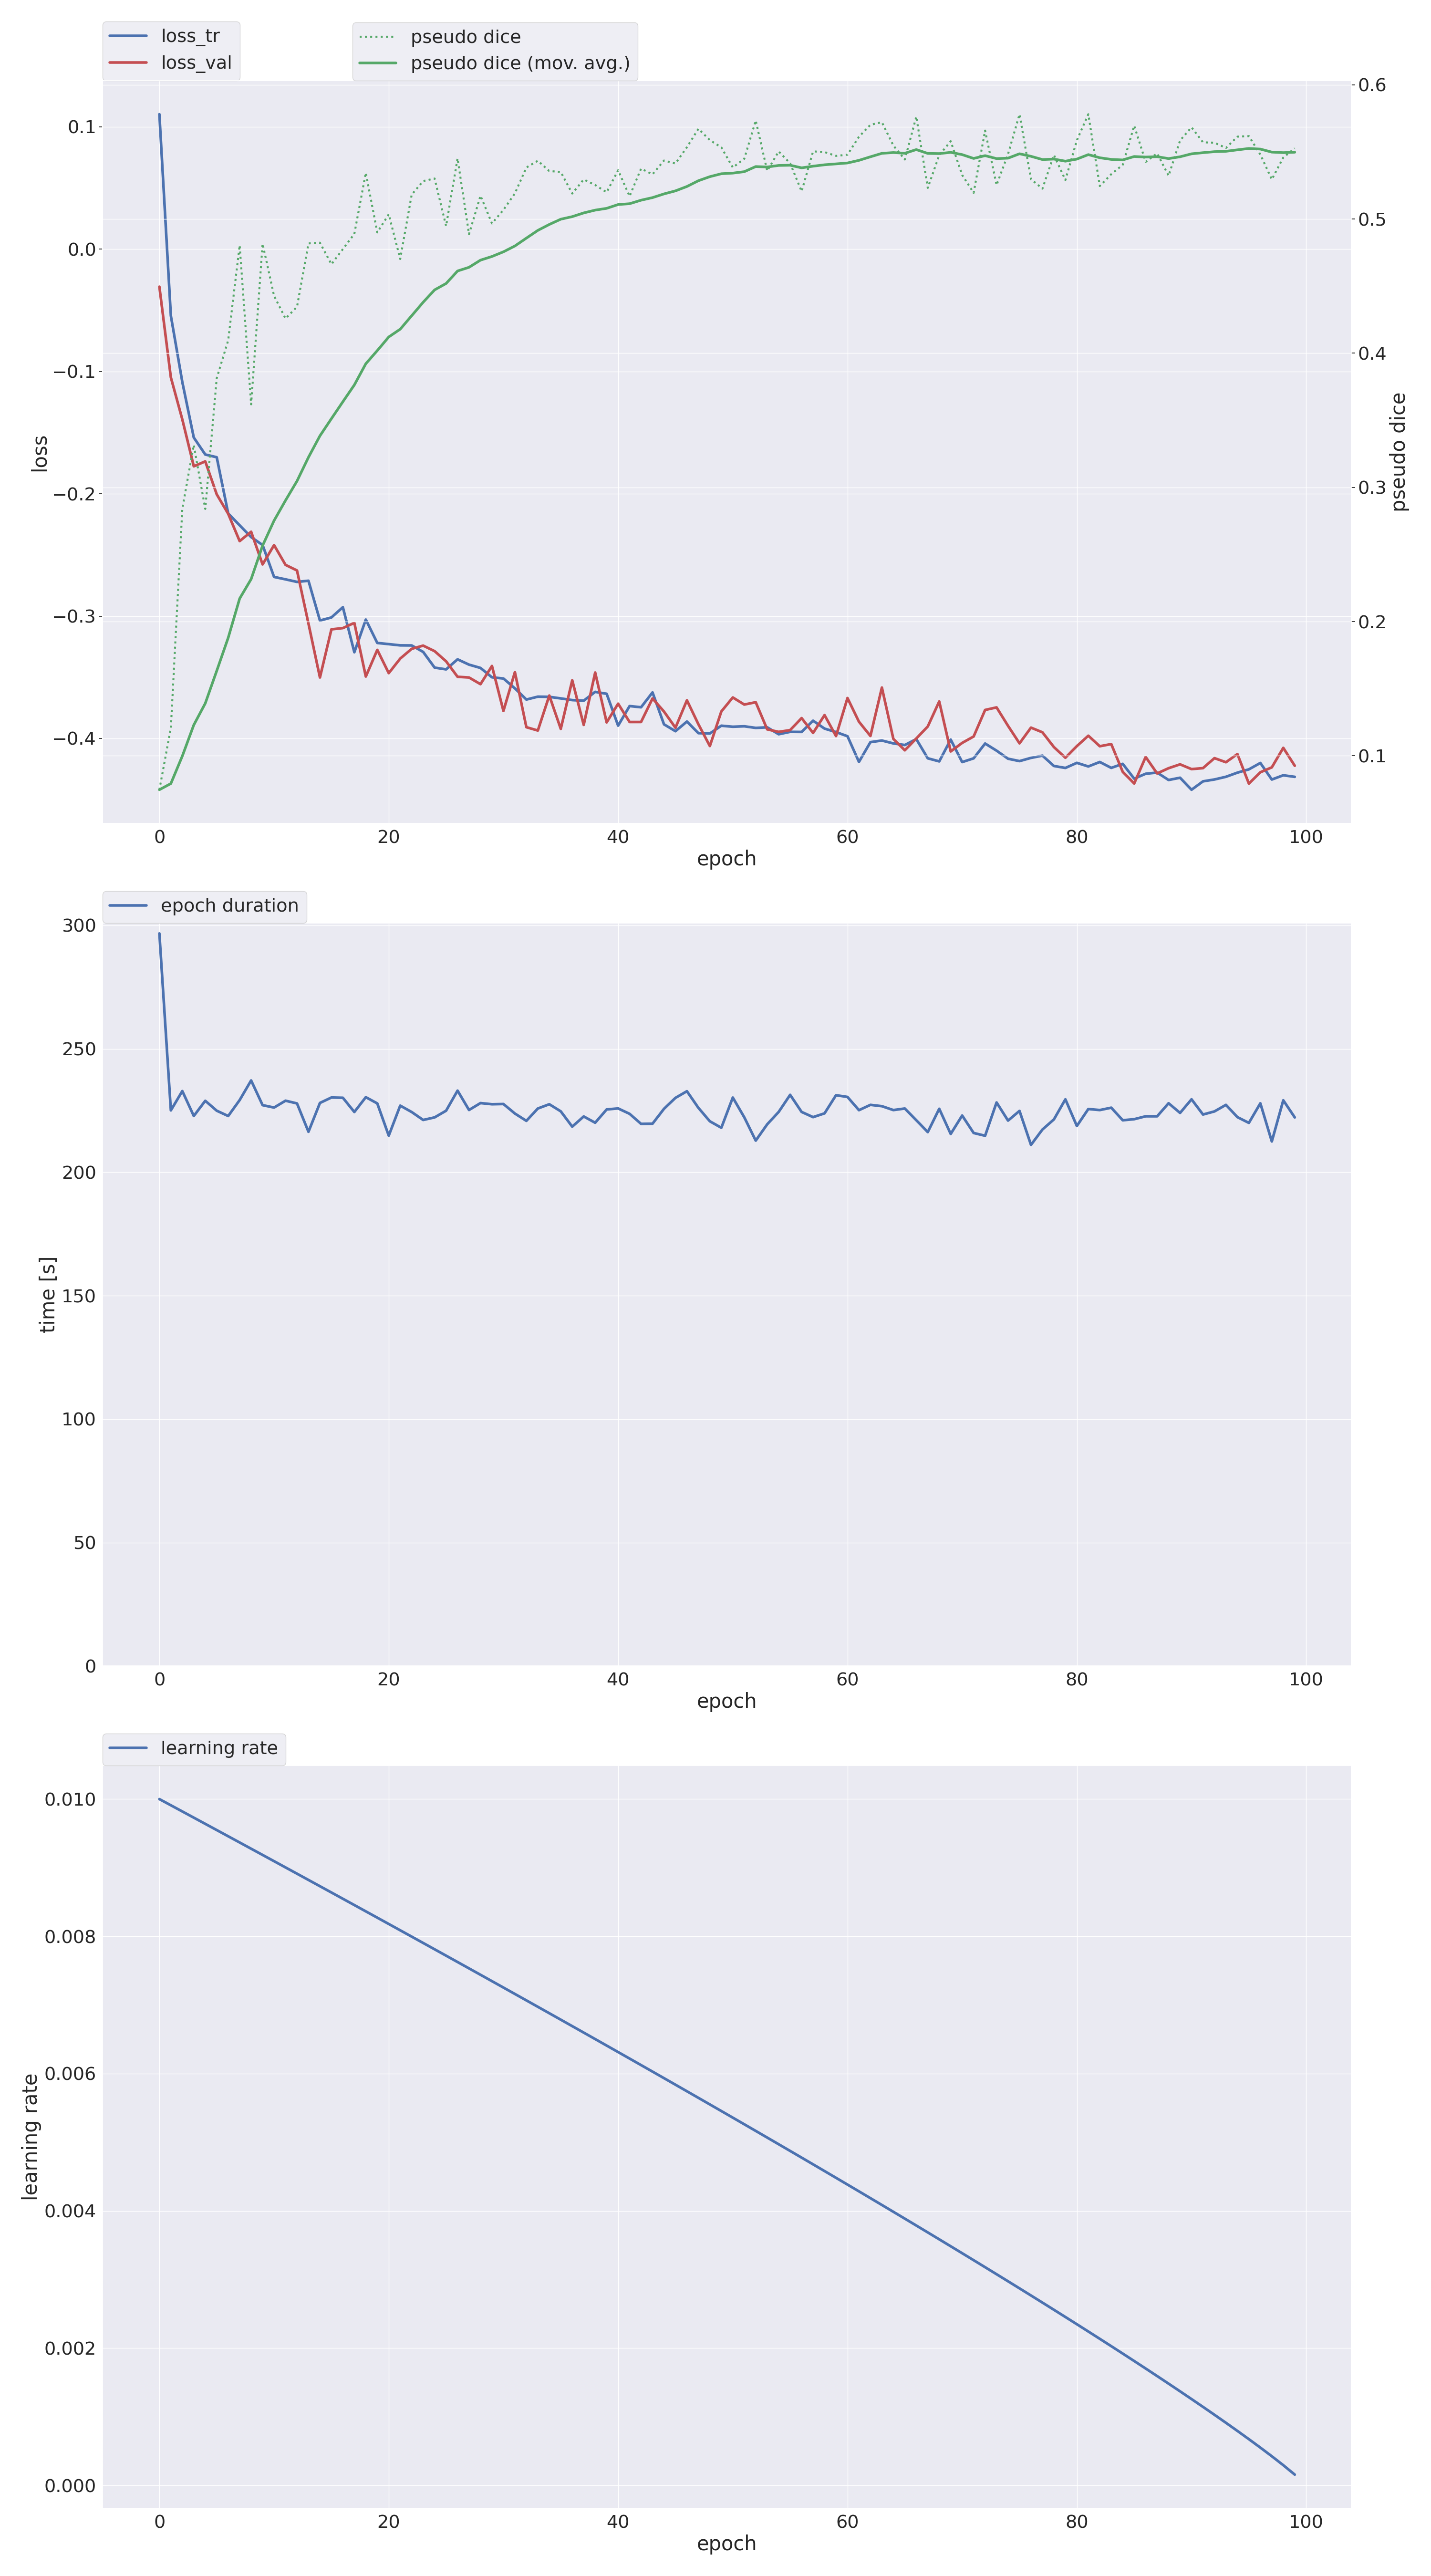 loss_tr
loss_val
pseudo dice
pseudo dice (mov. avg.)
0.1
0.0
−0.1
−0.2
−0.3
−0.4
loss
0.6
0.5
0.4
0.3
0.2
0.1
pseudo dice
0 20 40 60 80 100
epoch
epoch duration
300
250
200
150
100
50
0
time [s]
0 20 40 60 80 100
epoch
learning rate
0.010
0.008
0.006
0.004
0.002
0.000
learning rate
0 20 40 60 80 100
epoch